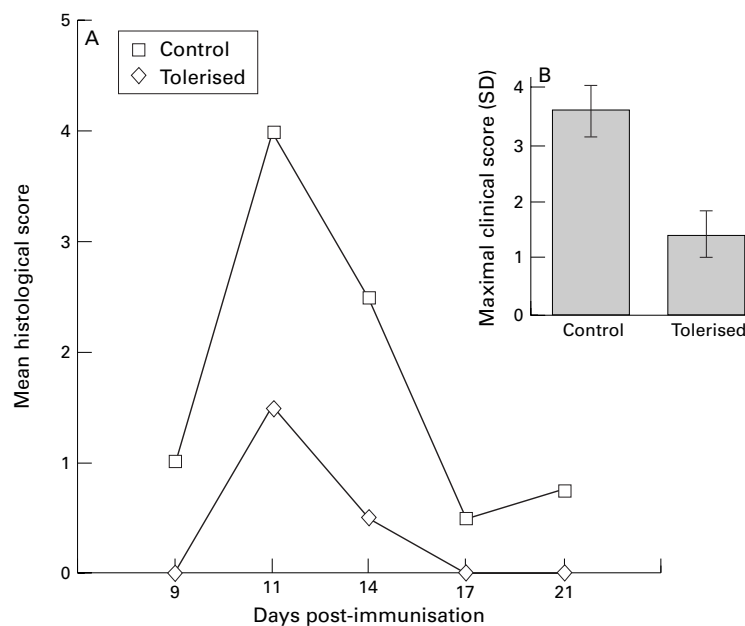 A
Control
Tolerised
5
4
3
2
1
0
Mean histological score
9 11 14 17 21
Days post-immunisation
B
Maximal clinical score (SD)
4
3
2
1
0
Control Tolerised